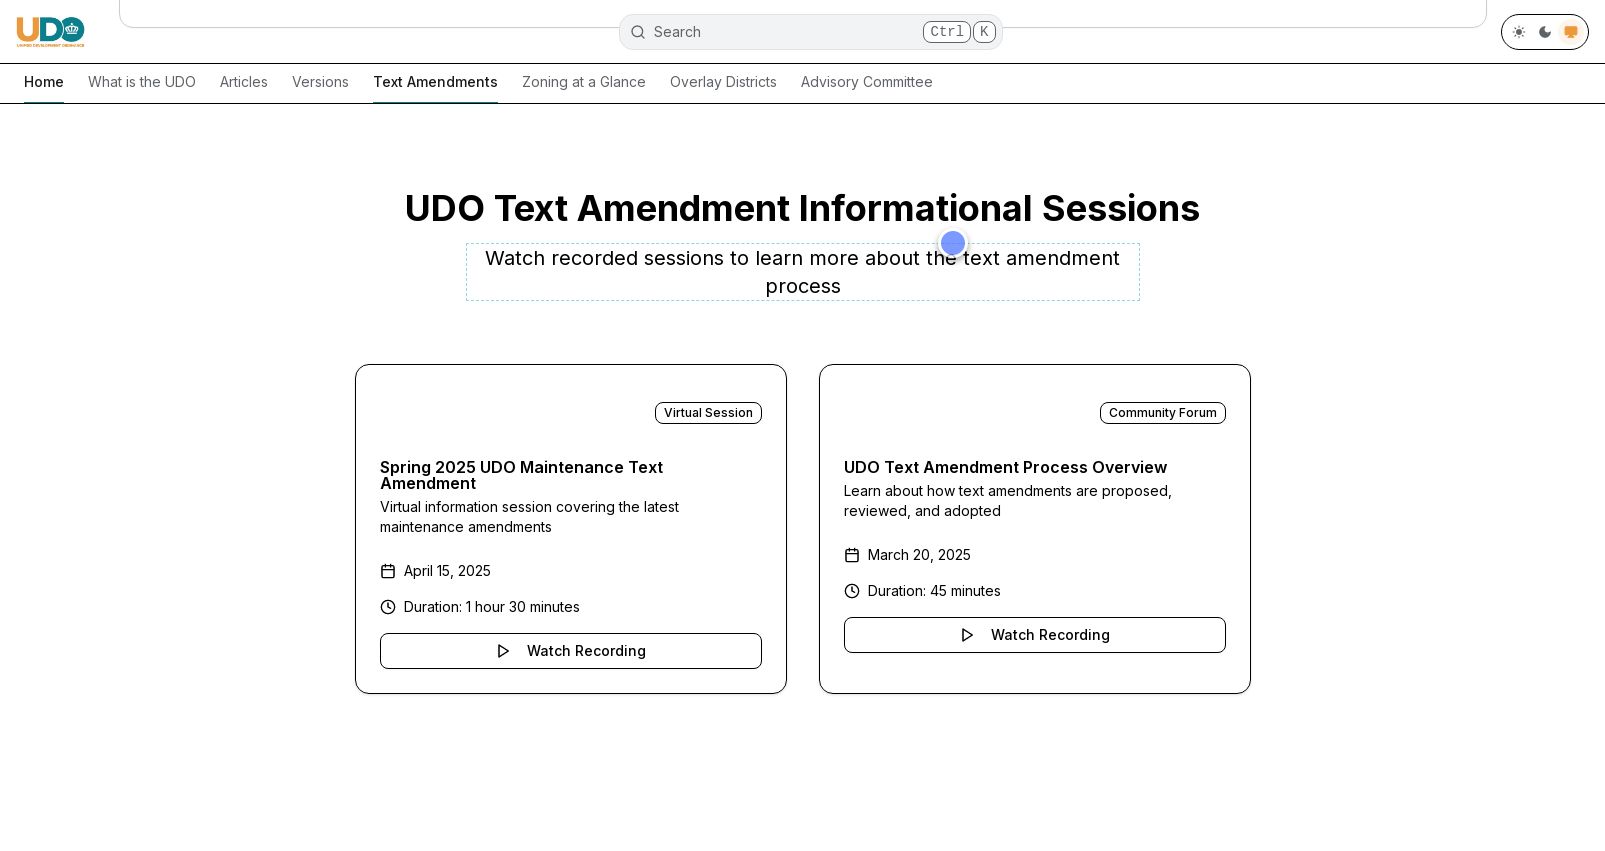 UDO
UNIFIED DEVELOPMENT ORDINANCE
Search
Ctrl K
Home What is the UDO Articles Versions Text Amendments Zoning at a Glance Overlay Districts Advisory Committee
UDO Text Amendment Informational Sessions
Watch recorded sessions to learn more about the text amendment
process
Virtual Session
Spring 2025 UDO Maintenance Text
Amendment
Virtual information session covering the latest
maintenance amendments
April 15, 2025
Duration: 1 hour 30 minutes
Watch Recording
Community Forum
UDO Text Amendment Process Overview
Learn about how text amendments are proposed,
reviewed, and adopted
March 20, 2025
Duration: 45 minutes
Watch Recording